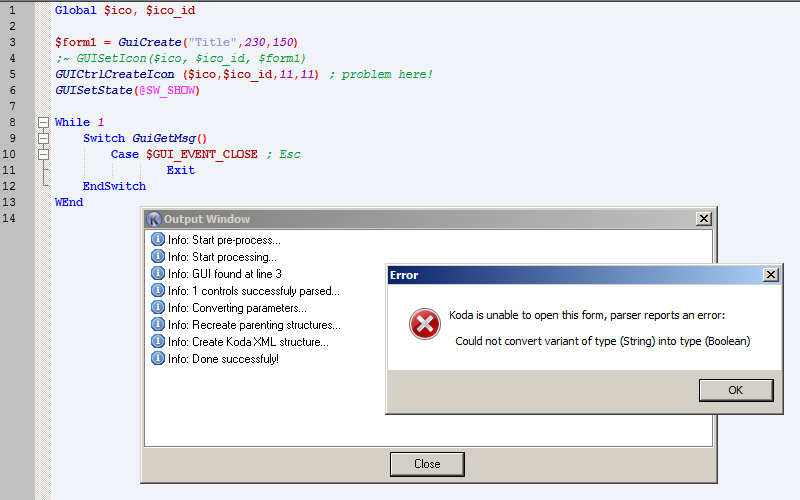 1 Global $ico, $ico_id
2
3 $form1 = GuiCreate("Title",230,150)
4 ;~ GUISetIcon($ico, $ico_id, $form1)
5 GUICtrlCreateIcon ($ico,$ico_id,11,11) ; problem here!
6 GUISetState(@SW_SHOW)
7
8 While 1
9 Switch GuiGetMsg()
10 Case $GUI_EVENT_CLOSE ; Esc
11 Exit
12 EndSwitch
13 WEnd
14
Output Window
Info: Start pre-process...
Info: Start processing...
Info: GUI found at line 3
Info: 1 controls successfuly parsed...
Info: Converting parameters...
Info: Recreate parenting structures...
Info: Create Koda XML structure...
Info: Done successfuly!
Close
Error
Koda is unable to open this form, parser reports an error:
Could not convert variant of type (String) into type (Boolean)
OK